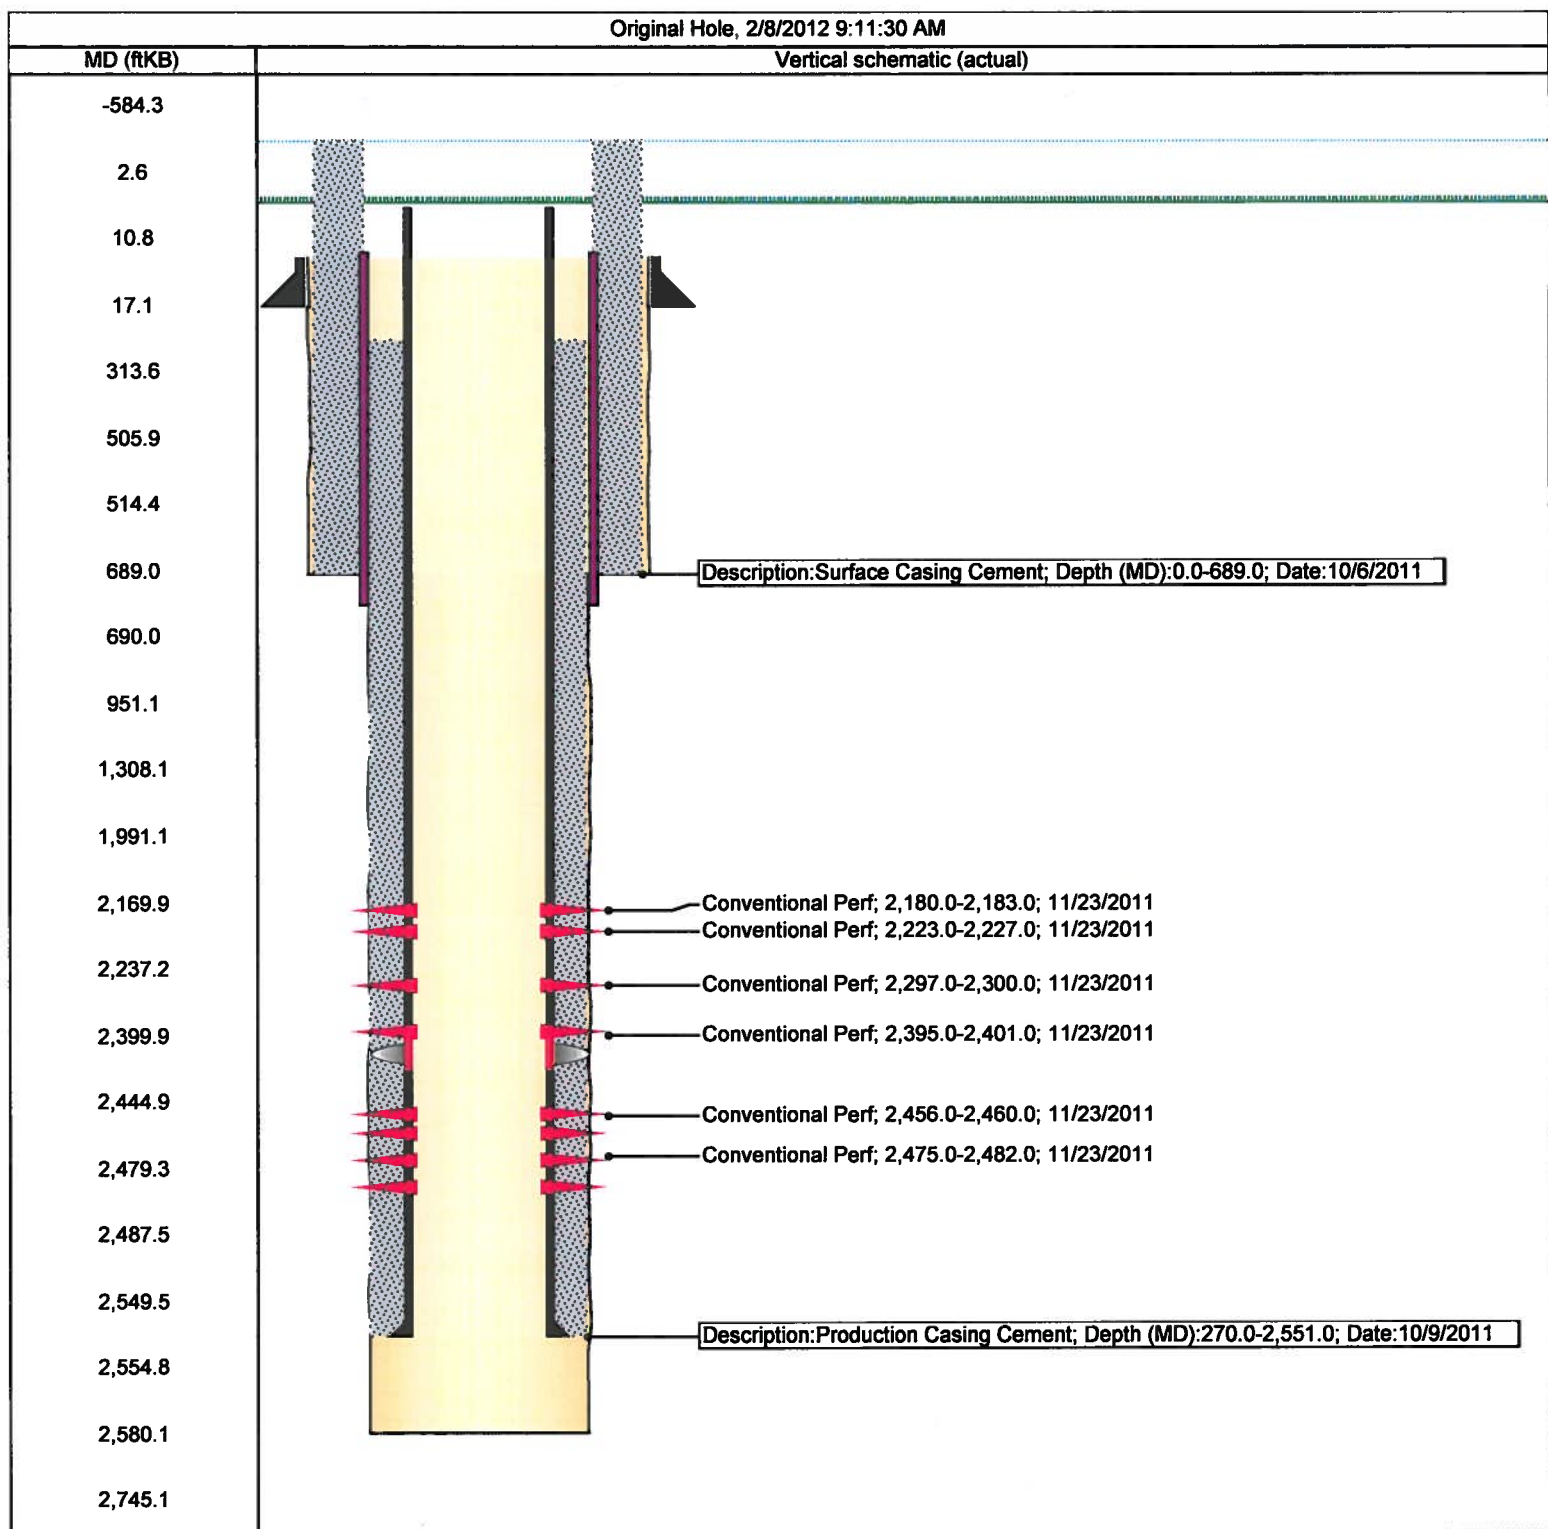 Original Hole, 2/8/2012 9:11:30 AM
MD (ftKB)
Vertical schematic (actual)
-584.3
2.6
10.8
17.1
313.6
505.9
514.4
689.0
Description:Surface Casing Cement; Depth (MD):0.0-689.0; Date:10/6/2011
690.0
951.1
1,308.1
1,991.1
2,169.9
Conventional Perf; 2,180.0-2,183.0; 11/23/2011
Conventional Perf; 2,223.0-2,227.0; 11/23/2011
2,237.2
Conventional Perf; 2,297.0-2,300.0; 11/23/2011
2,399.9
Conventional Perf; 2,395.0-2,401.0; 11/23/2011
2,444.9
Conventional Perf; 2,456.0-2,460.0; 11/23/2011
Conventional Perf; 2,475.0-2,482.0; 11/23/2011
2,479.3
2,487.5
2,549.5
Description:Production Casing Cement; Depth (MD):270.0-2,551.0; Date:10/9/2011
2,554.8
2,580.1
2,745.1